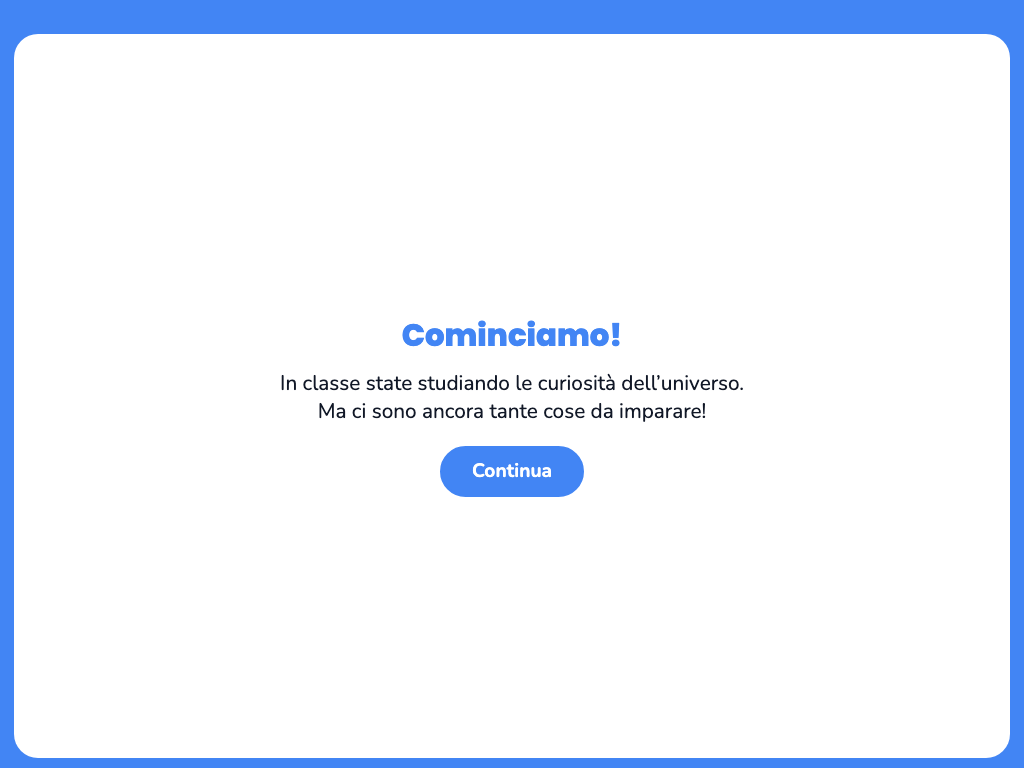 Cominciamo!
In classe state studiando le curiosità dell’universo.
Ma ci sono ancora tante cose da imparare!
Continua